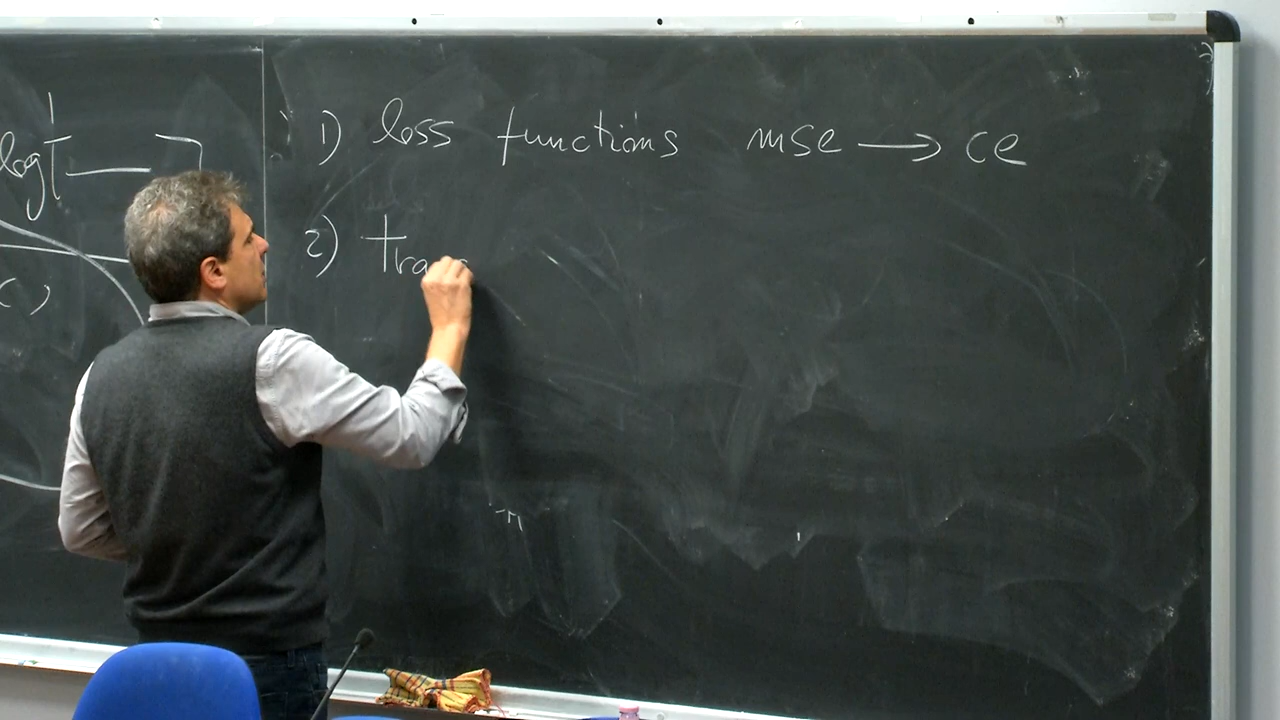 1) loss functions mse → ce
2) tra